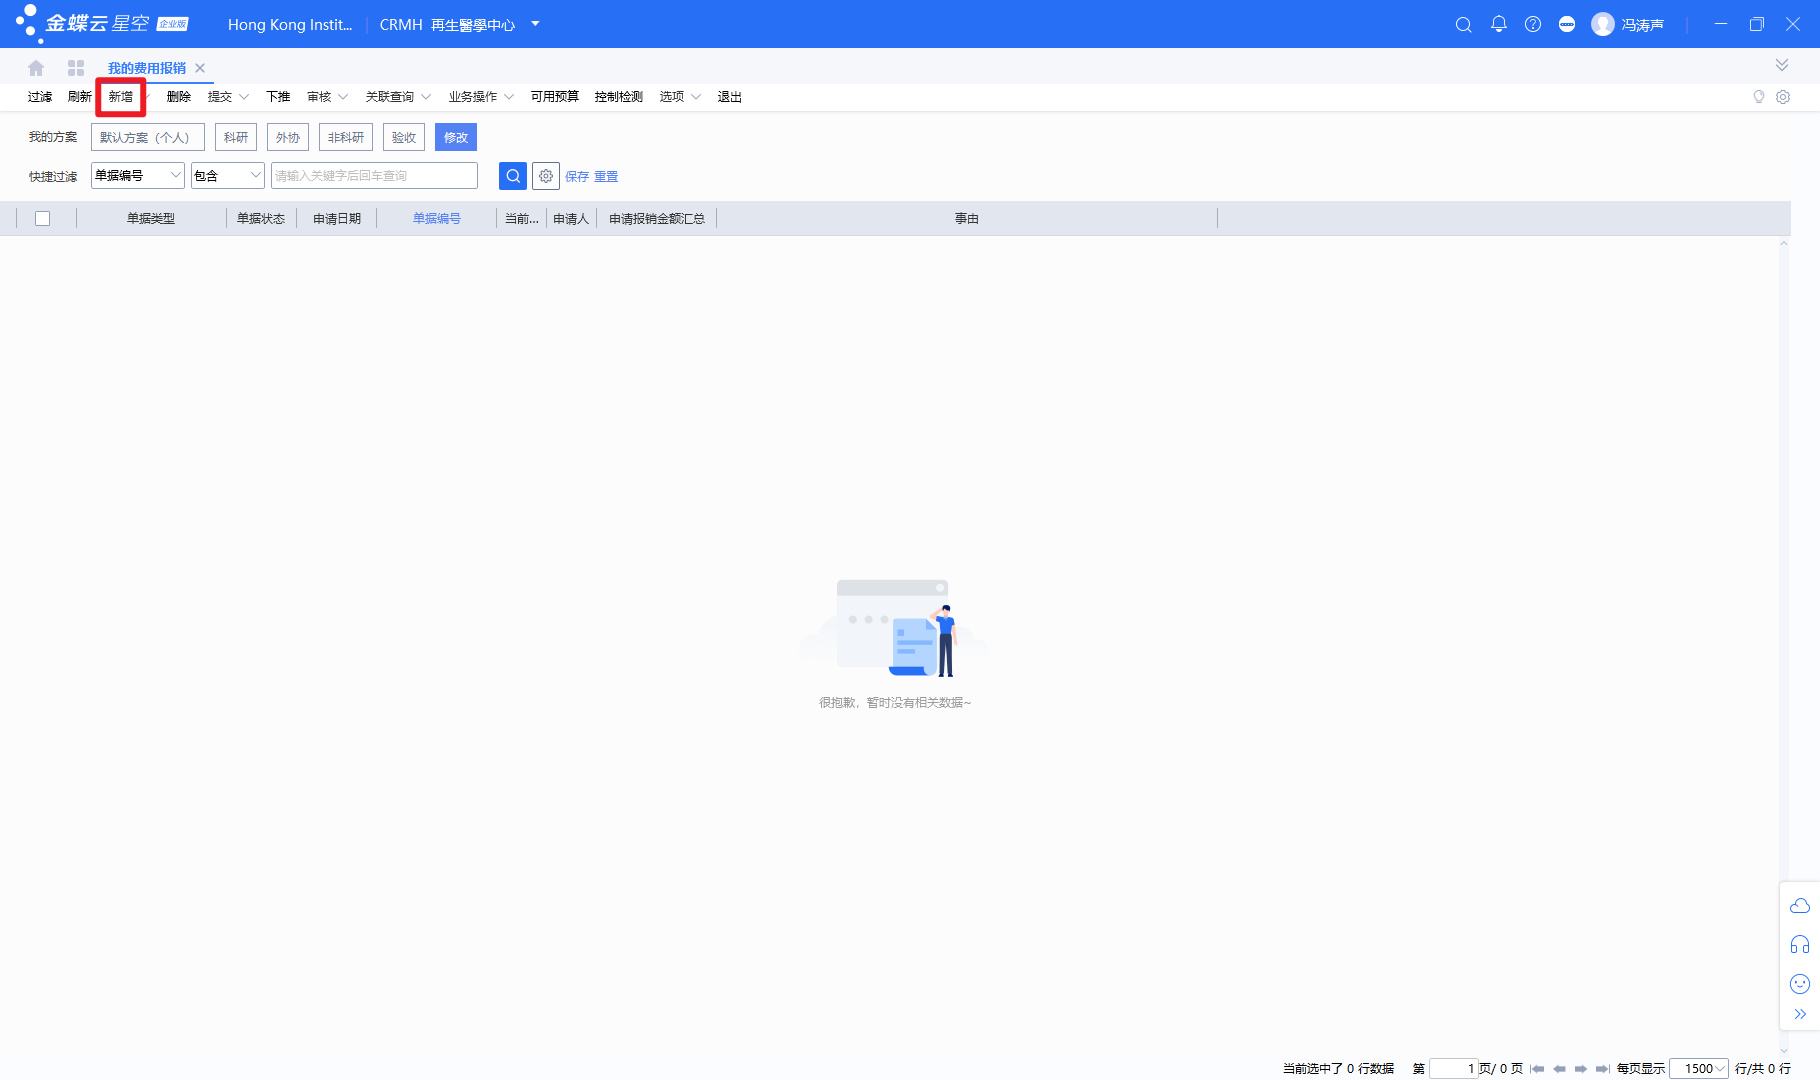 金蝶云 星空 企业版 Hong Kong Instit... CRMH 再生醫學中心 冯涛声
我的费用报销
过滤 刷新 新增 删除 提交 下推 审核 关联查询 业务操作 可用预算 控制检测 选项 退出
我的方案 默认方案（个人） 科研 外协 非科研 验收 修改
快捷过滤 单据编号 包含 请输入关键字后回车查询 保存 重置
单据类型 单据状态 申请日期 单据编号 当前... 申请人 申请报销金额汇总 事由
很抱歉，暂时没有相关数据~
当前选中了 0 行数据 第 1 页/ 0 页 每页显示 1500 行/共 0 行